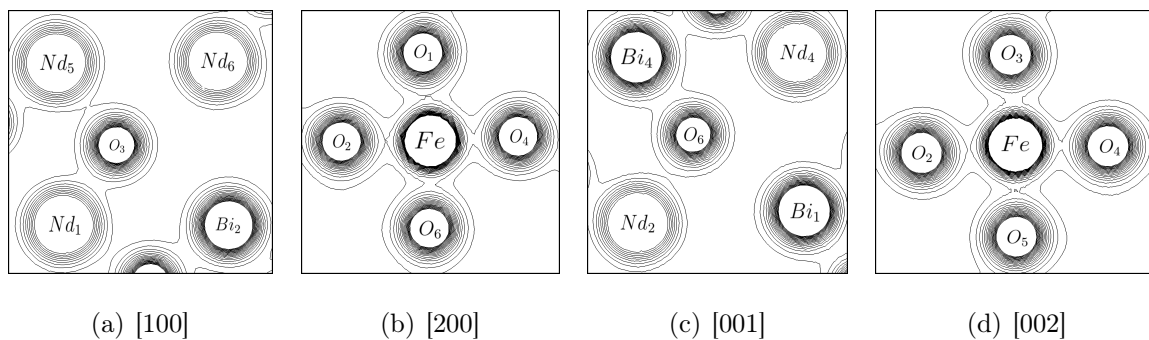 Nd₅ Nd₆
O₃
Nd₁ Bi₂
O₁
O₂ Fe O₄
O₆
Bi₄ Nd₄
O₆
Nd₂ Bi₁
O₃
O₂ Fe O₄
O₅
(a) [100] (b) [200] (c) [001] (d) [002]